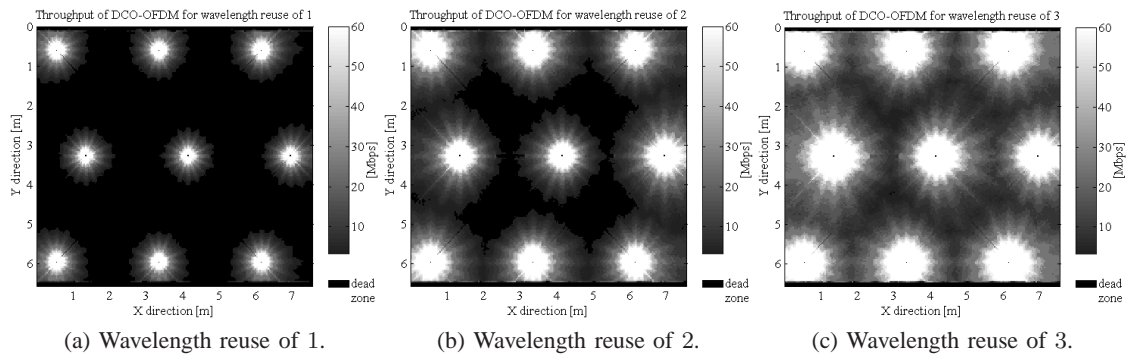 Throughput of DCO-OFDM for wavelength reuse of 1
0
1
2
3
4
5
6
Y direction [m]
1 2 3 4 5 6 7
X direction [m]
60
50
40
30
20
10
[Mbps]
dead
zone
(a) Wavelength reuse of 1.
Throughput of DCO-OFDM for wavelength reuse of 2
0
1
2
3
4
5
6
Y direction [m]
1 2 3 4 5 6 7
X direction [m]
60
50
40
30
20
10
[Mbps]
dead
zone
(b) Wavelength reuse of 2.
Throughput of DCO-OFDM for wavelength reuse of 3
0
1
2
3
4
5
6
Y direction [m]
1 2 3 4 5 6 7
X direction [m]
60
50
40
30
20
10
[Mbps]
dead
zone
(c) Wavelength reuse of 3.